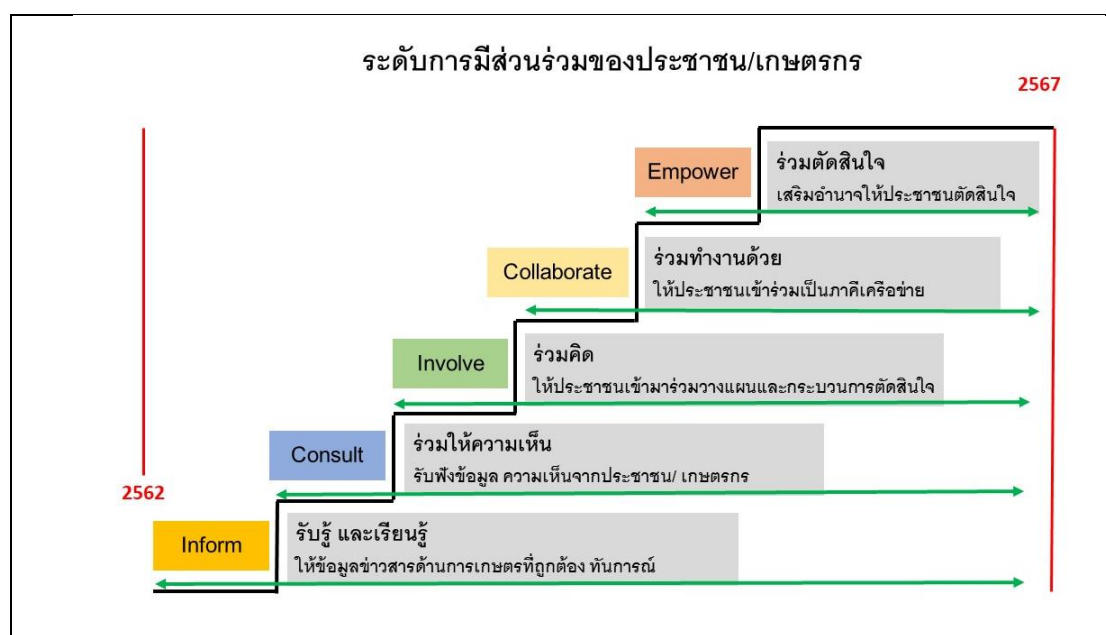 ระดับการมีส่วนร่วมของประชาชน/เกษตรกร
2567
Empower
ร่วมตัดสินใจ
เสริมอำนาจให้ประชาชนตัดสินใจ
Collaborate
ร่วมทำงานด้วย
ให้ประชาชนเข้าร่วมเป็นภาคีเครือข่าย
Involve
ร่วมคิด
ให้ประชาชนเข้ามาร่วมวางแผนและกระบวนการตัดสินใจ
Consult
ร่วมให้ความเห็น
รับฟังข้อมูล ความเห็นจากประชาชน/ เกษตรกร
2562
Inform
รับรู้ และเรียนรู้
ให้ข้อมูลข่าวสารด้านการเกษตรที่ถูกต้อง ทันการณ์